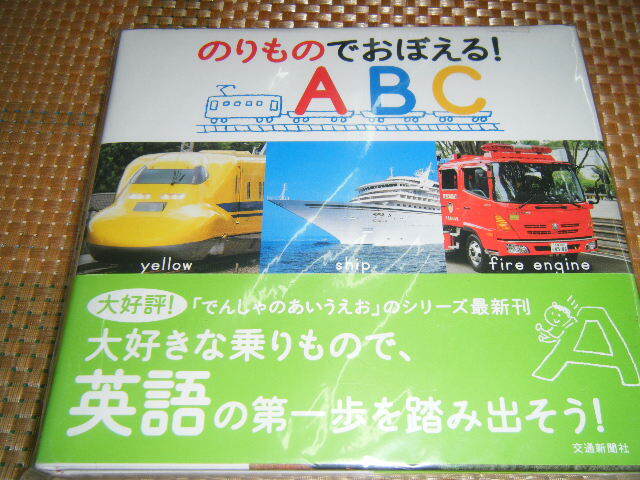 のりものでおぼえる!
ABC
yellow
ship
fire engine
大好評! 「でんしゃのあいうえお」のシリーズ最新刊
大好きな乗りもので、
英語の第一歩を踏み出そう!
A
交通新聞社